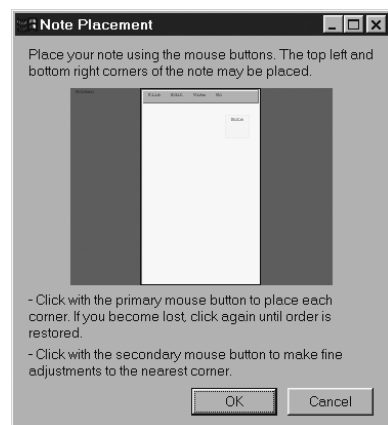 Note Placement
Place your note using the mouse buttons. The top left and
bottom right corners of the note may be placed.
Edit View
Note
- Click with the primary mouse button to place each
corner. If you become lost, click again until order is
restored.
- Click with the secondary mouse button to make fine
adjustments to the nearest corner.
OK Cancel